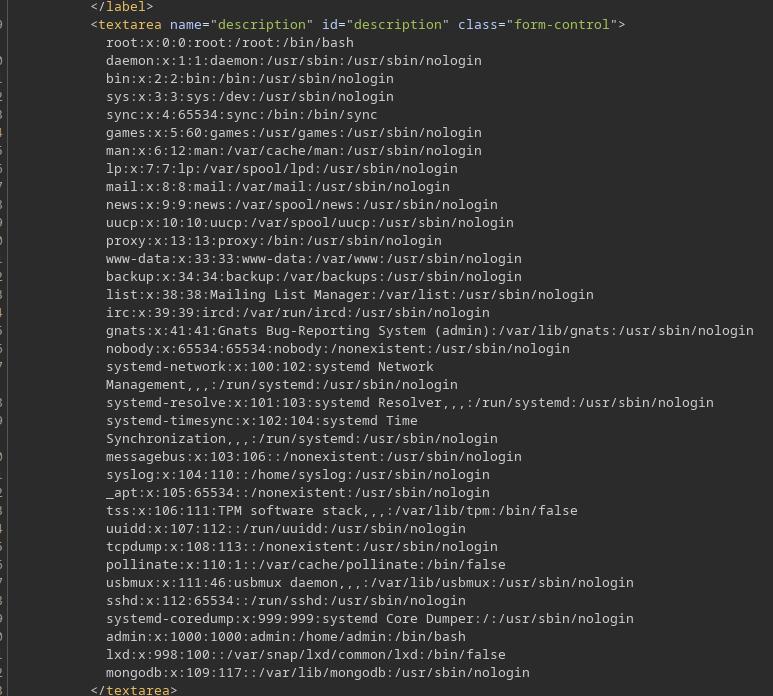 </label>
<textarea name="description" id="description" class="form-control">
root:x:0:0:root:/root:/bin/bash
daemon:x:1:1:daemon:/usr/sbin:/usr/sbin/nologin
bin:x:2:2:bin:/bin:/usr/sbin/nologin
sys:x:3:3:sys:/dev:/usr/sbin/nologin
sync:x:4:65534:sync:/bin:/bin/sync
games:x:5:60:games:/usr/games:/usr/sbin/nologin
man:x:6:12:man:/var/cache/man:/usr/sbin/nologin
lp:x:7:7:lp:/var/spool/lpd:/usr/sbin/nologin
mail:x:8:8:mail:/var/mail:/usr/sbin/nologin
news:x:9:9:news:/var/spool/news:/usr/sbin/nologin
uucp:x:10:10:uucp:/var/spool/uucp:/usr/sbin/nologin
proxy:x:13:13:proxy:/bin:/usr/sbin/nologin
www-data:x:33:33:www-data:/var/www:/usr/sbin/nologin
backup:x:34:34:backup:/var/backups:/usr/sbin/nologin
list:x:38:38:Mailing List Manager:/var/list:/usr/sbin/nologin
irc:x:39:39:ircd:/var/run/ircd:/usr/sbin/nologin
gnats:x:41:41:Gnats Bug-Reporting System (admin):/var/lib/gnats:/usr/sbin/nologin
nobody:x:65534:65534:nobody:/nonexistent:/usr/sbin/nologin
systemd-network:x:100:102:systemd Network
Management,,,:/run/systemd:/usr/sbin/nologin
systemd-resolve:x:101:103:systemd Resolver,,,:/run/systemd:/usr/sbin/nologin
systemd-timesync:x:102:104:systemd Time
Synchronization,,,:/run/systemd:/usr/sbin/nologin
messagebus:x:103:106::/nonexistent:/usr/sbin/nologin
syslog:x:104:110::/home/syslog:/usr/sbin/nologin
_apt:x:105:65534::/nonexistent:/usr/sbin/nologin
tss:x:106:111:TPM software stack,,,:/var/lib/tpm:/bin/false
uuidd:x:107:112::/run/uuidd:/usr/sbin/nologin
tcpdump:x:108:113::/nonexistent:/usr/sbin/nologin
pollinate:x:110:1::/var/cache/pollinate:/bin/false
usbmux:x:111:46:usbmux daemon,,,:/var/lib/usbmux:/usr/sbin/nologin
sshd:x:112:65534::/run/sshd:/usr/sbin/nologin
systemd-coredump:x:999:999:systemd Core Dumper:/:/usr/sbin/nologin
admin:x:1000:1000:admin:/home/admin:/bin/bash
lxd:x:998:100::/var/snap/lxd/common/lxd:/bin/false
mongodb:x:109:117::/var/lib/mongodb:/usr/sbin/nologin
</textarea>